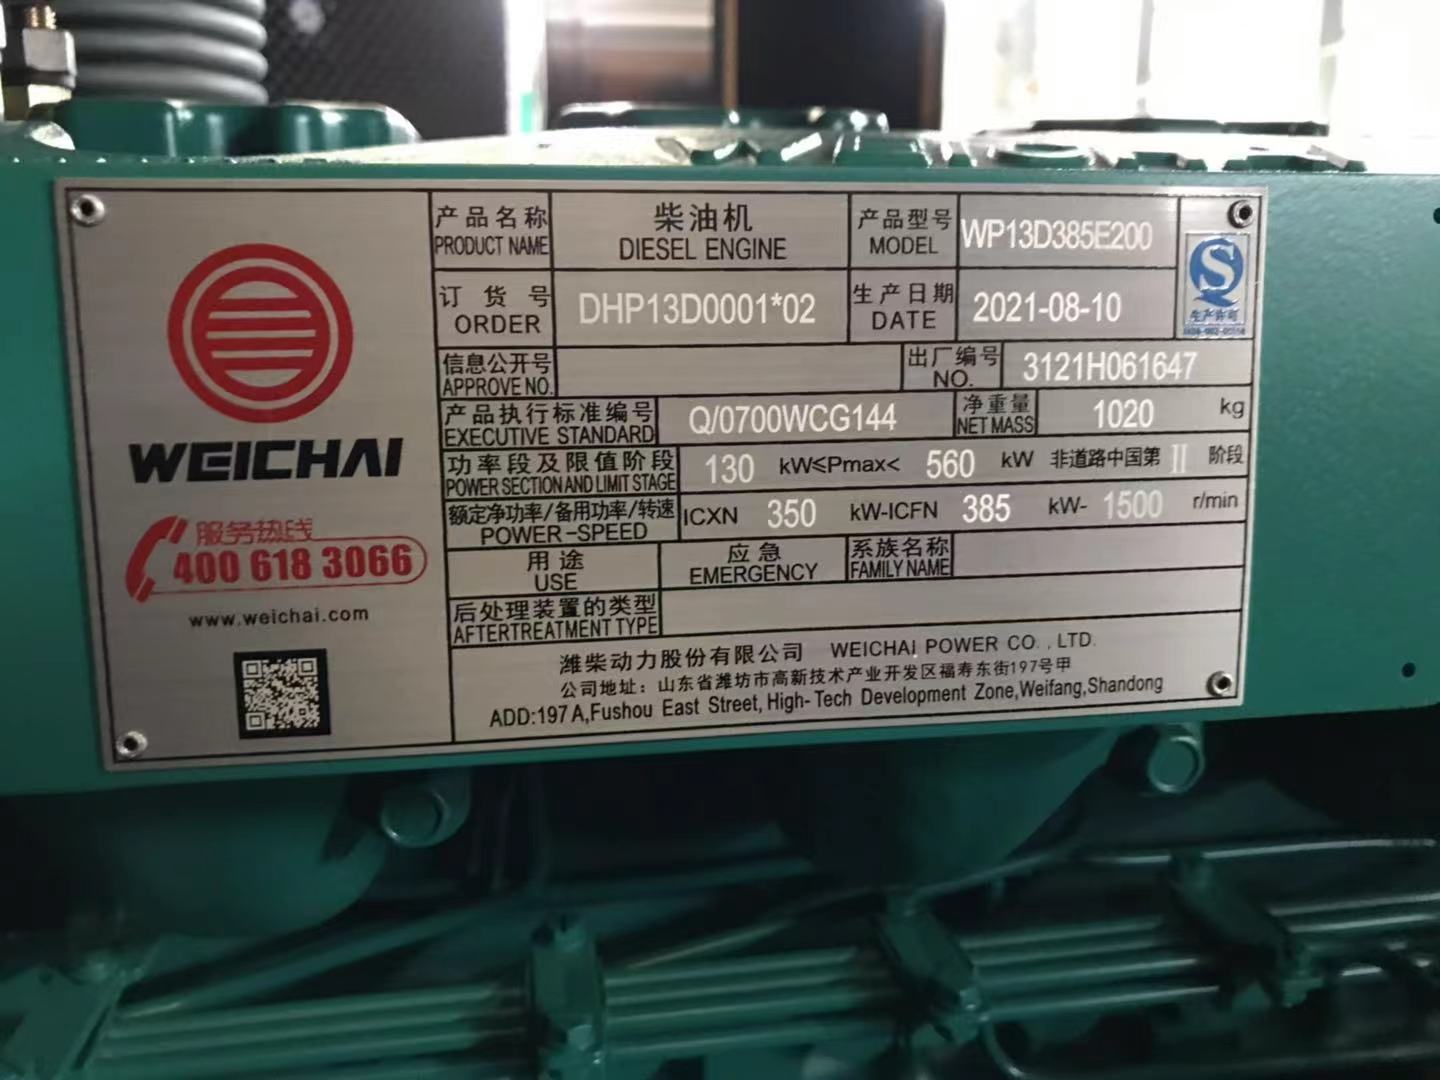 产品名称 柴油机 产品型号 WP13D385E200
PRODUCT NAME DIESEL ENGINE MODEL
订货号 DHP13D0001*02 生产日期 2021-08-10
ORDER DATE
生产许可
信息公开号 出厂编号 3121H061647
APPROVE NO. NO.
产品执行标准编号 Q/0700WCG144 净重量 1020 kg
EXECUTIVE STANDARD NET MASS
功率段及限值阶段 130 kW≤Pmax< 560 kW 非道路中国第 II 阶段
POWER SECTION AND LIMIT STAGE
额定净功率/备用功率/转速 ICXN 350 kW-ICFN 385 kW- 1500 r/min
POWER-SPEED
用途 应急 系族名称
USE EMERGENCY FAMILY NAME
后处理装置的类型
AFTERTREATMENT TYPE
潍柴动力股份有限公司 WEICHAI POWER CO., LTD.
公司地址：山东省潍坊市高新技术产业开发区福寿东街197号甲
ADD:197A,Fushou East Street,High-Tech Development Zone,Weifang,Shandong
WEICHAI
服务热线
400 618 3066
www.weichai.com